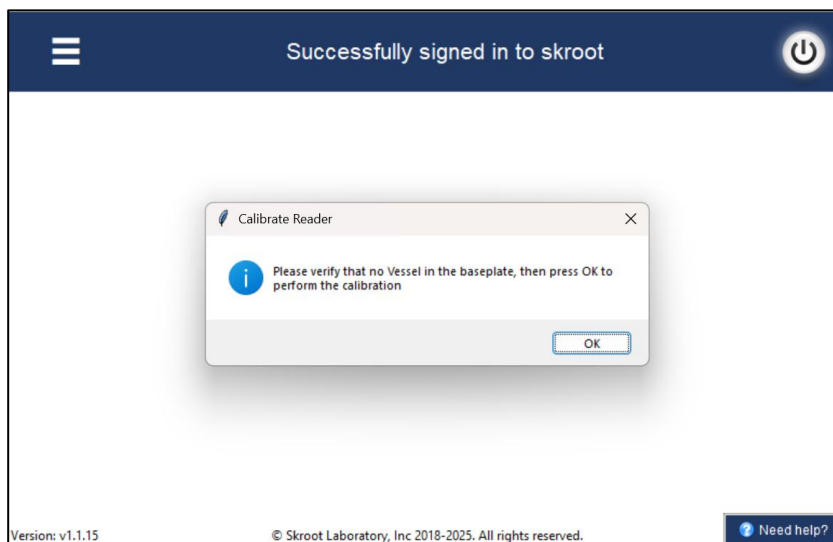 Successfully signed in to skroot
Calibrate Reader
Please verify that no Vessel in the baseplate, then press OK to
perform the calibration
OK
Version: v1.1.15
© Skroot Laboratory, Inc 2018-2025. All rights reserved.
Need help?